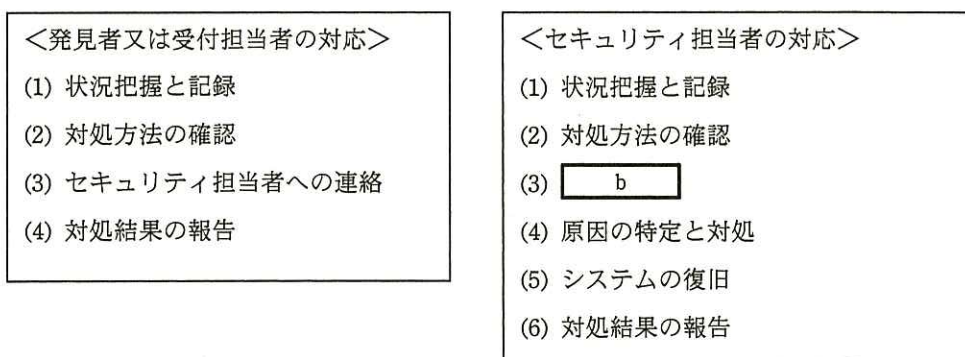 ＜発見者又は受付担当者の対応＞
(1) 状況把握と記録
(2) 対処方法の確認
(3) セキュリティ担当者への連絡
(4) 対処結果の報告
＜セキュリティ担当者の対応＞
(1) 状況把握と記録
(2) 対処方法の確認
(3) b
(4) 原因の特定と対処
(5) システムの復旧
(6) 対処結果の報告